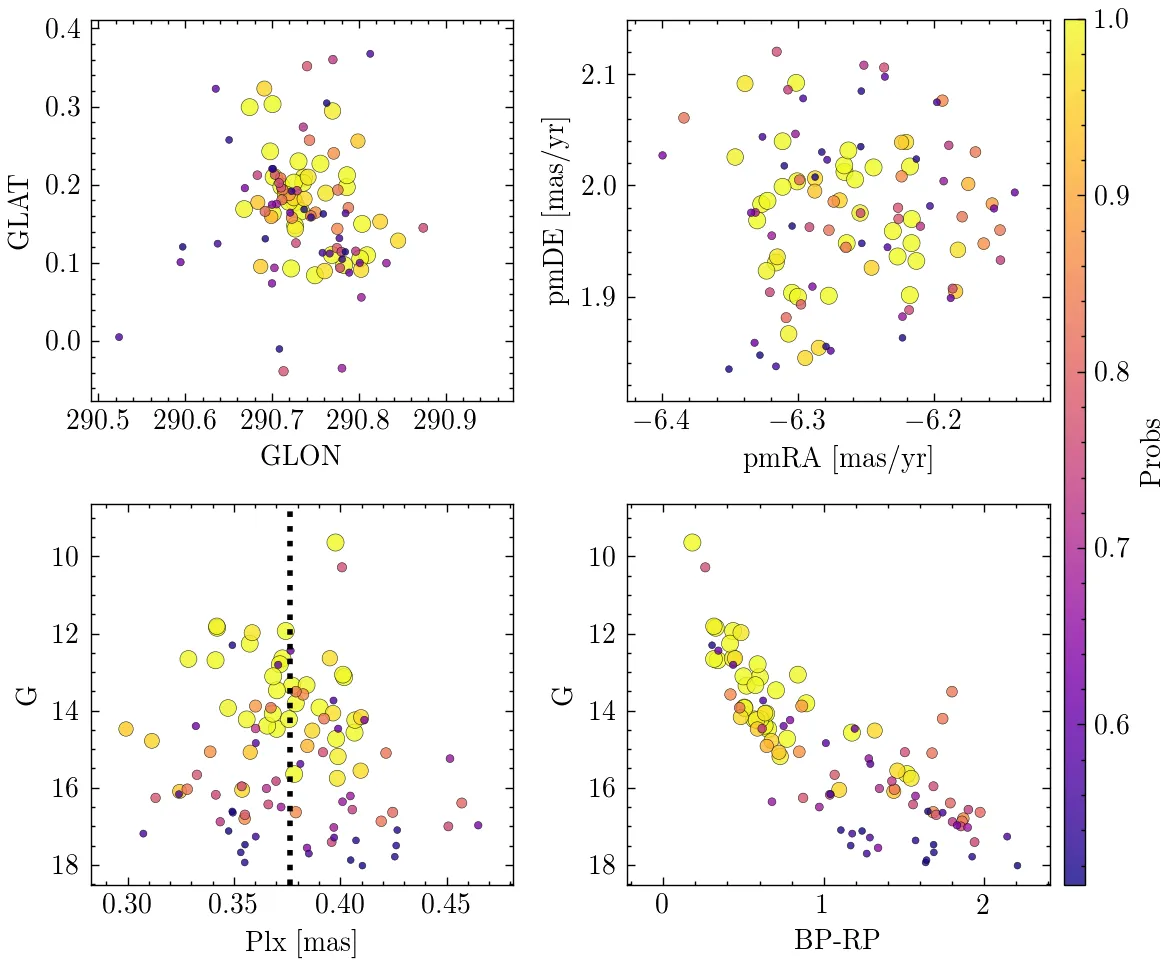 0.4
0.3
0.2
0.1
0.0
GLAT
290.5 290.6 290.7 290.8 290.9
GLON
2.1
2.0
1.9
pmDE [mas/yr]
−6.4 −6.3 −6.2
pmRA [mas/yr]
1.0
0.9
0.8
0.7
0.6
Probs
10
12
14
16
18
G
0.30 0.35 0.40 0.45
Plx [mas]
10
12
14
16
18
G
0 1 2
BP-RP